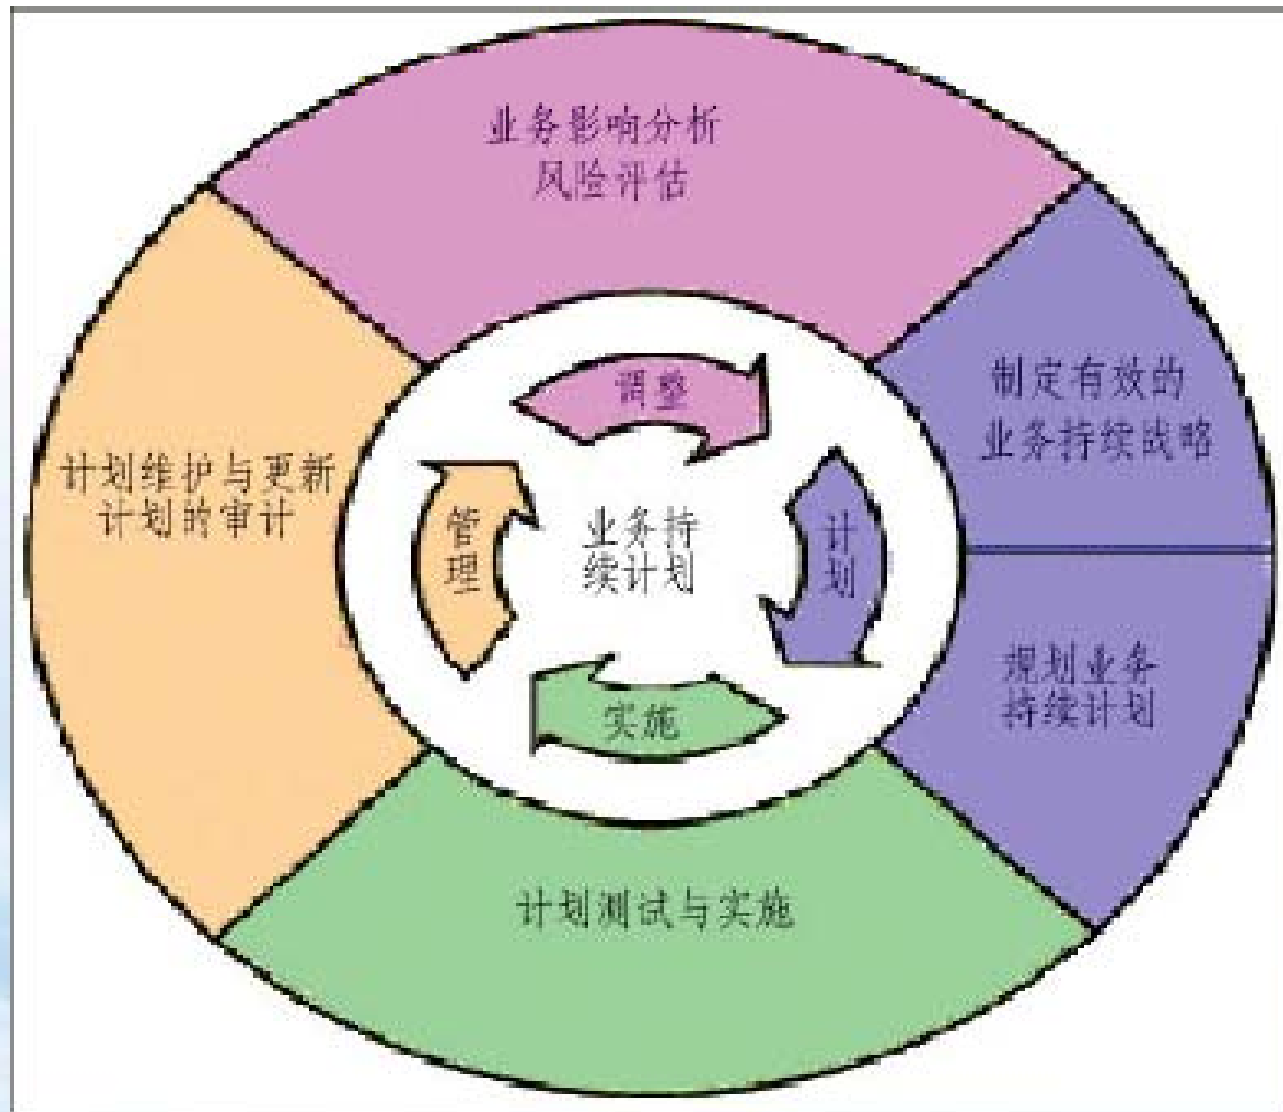 业务影响分析
风险评估
制定有效的
业务持续战略
规划业务
持续计划
计划测试与实施
计划维护与更新
计划的审计
调整
计划
实施
管理
业务持
续计划